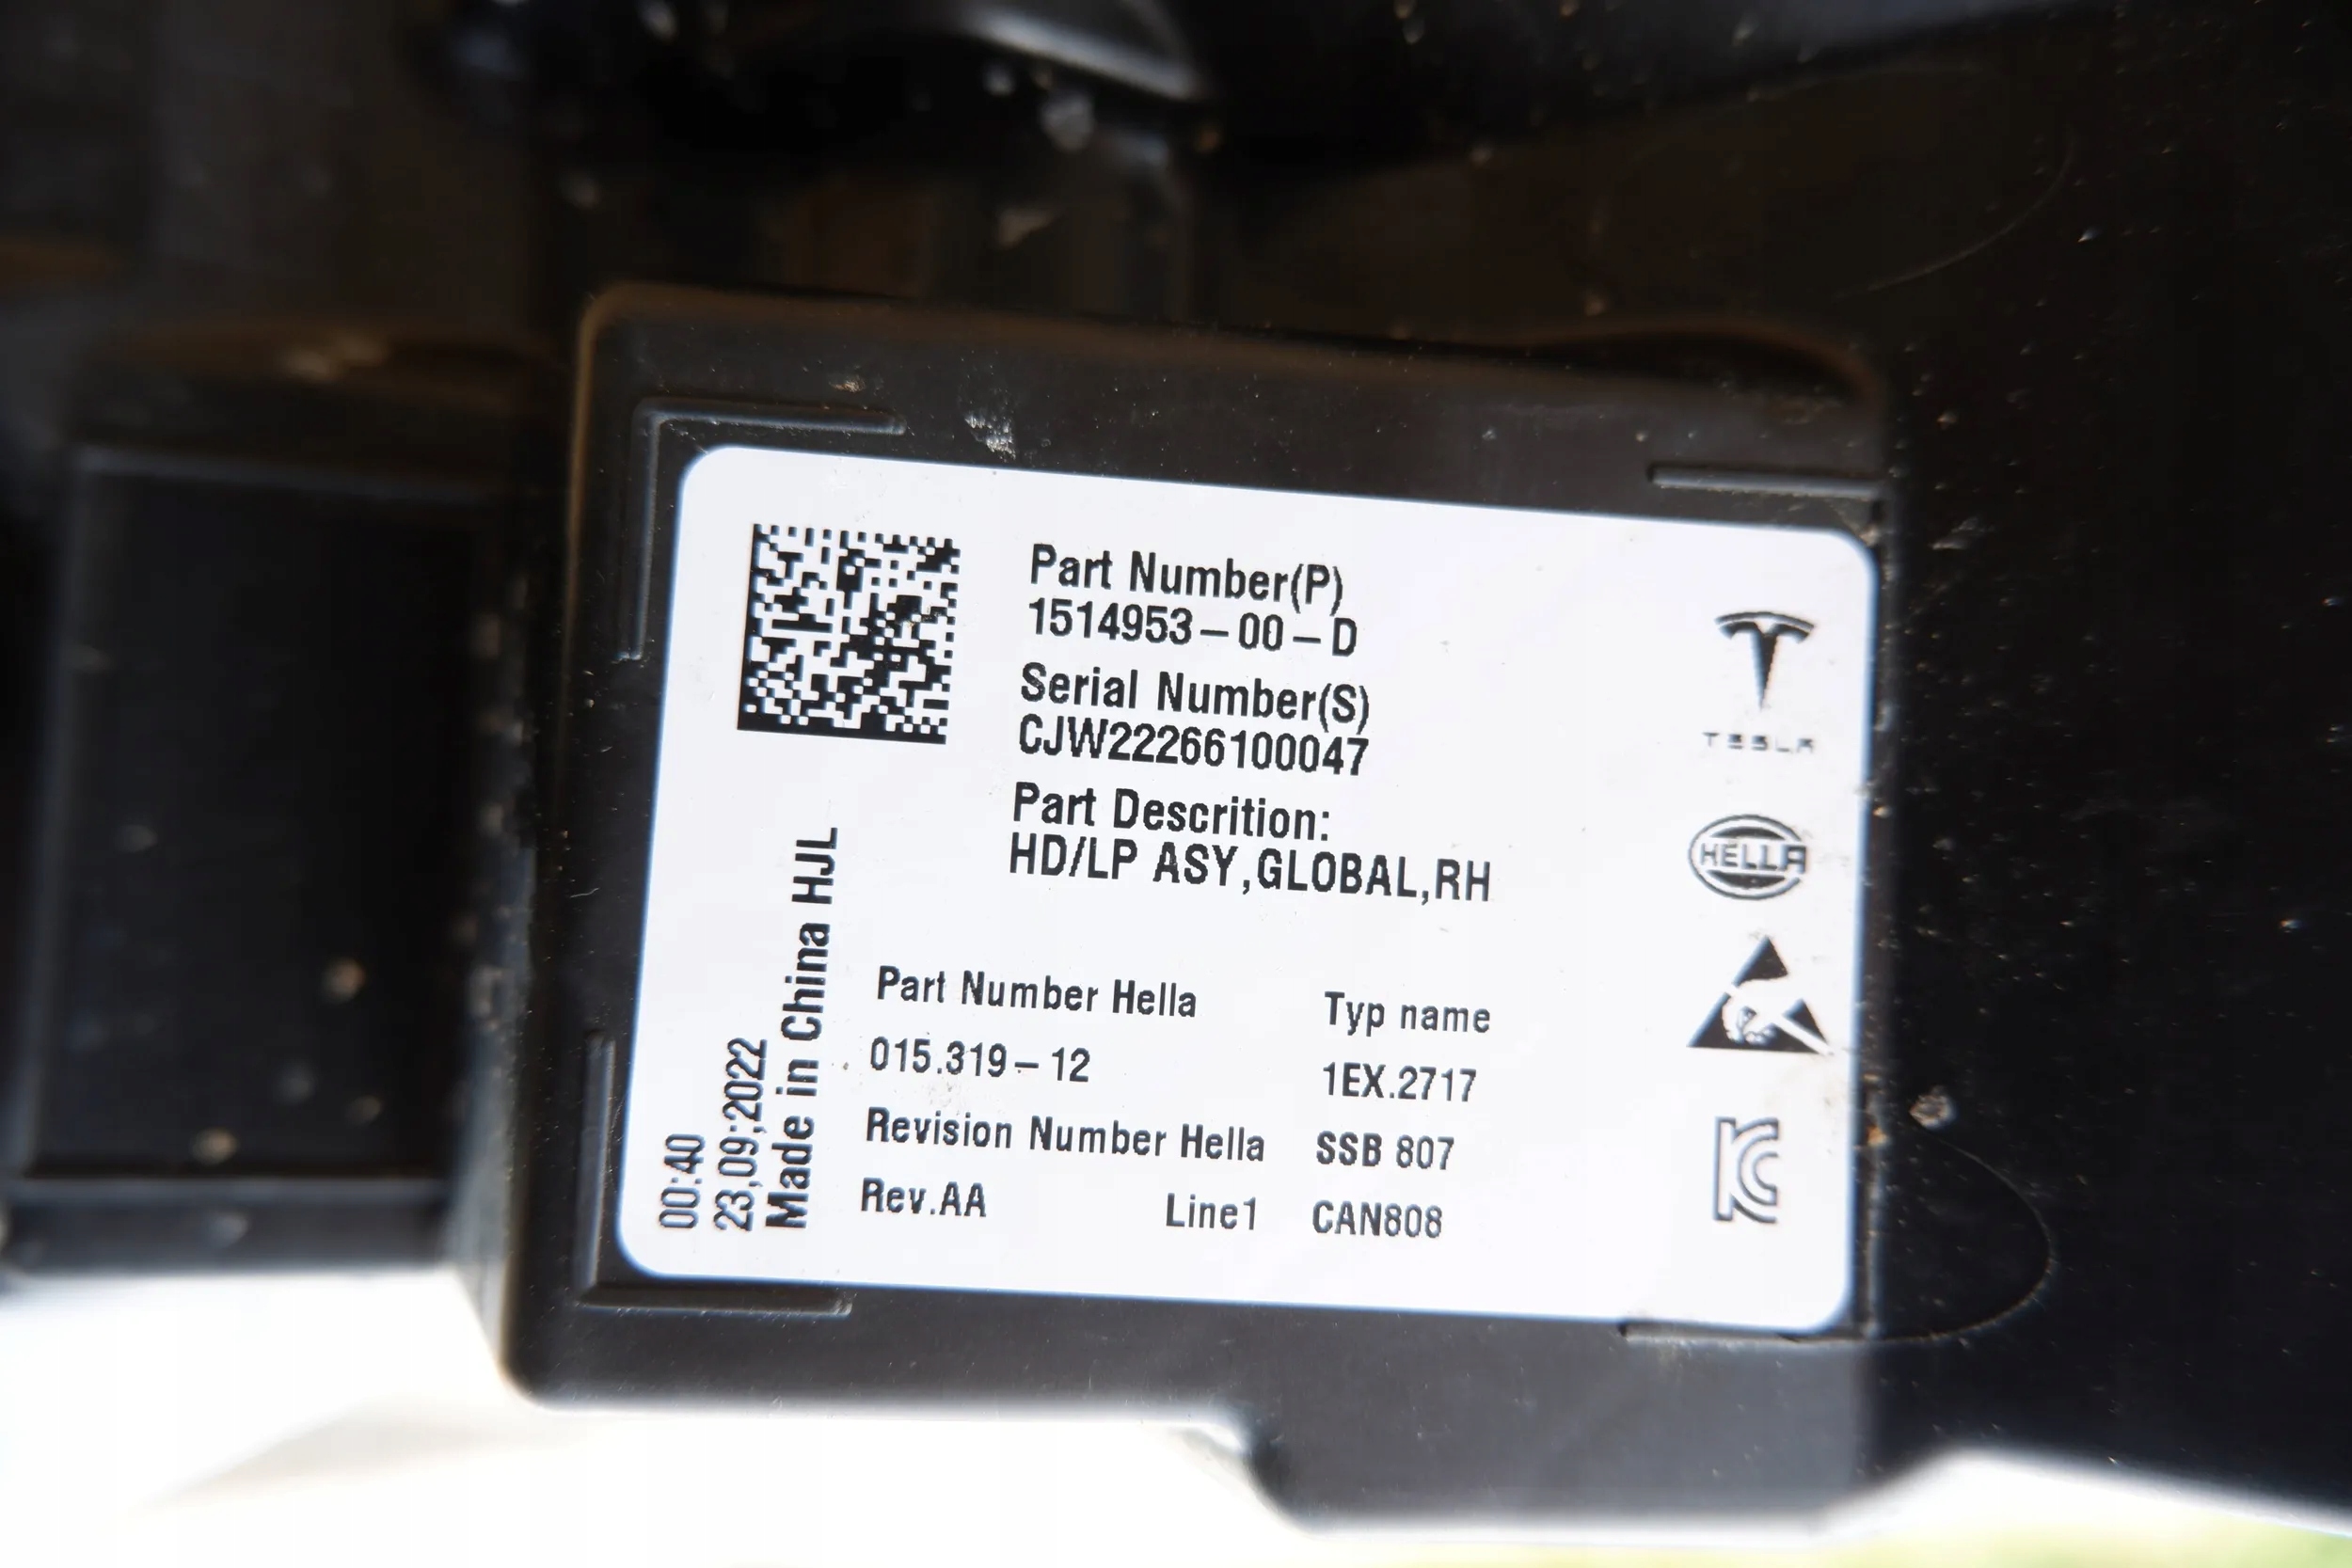 Part Number(P)
1514953-00-D
Serial Number(S)
CJW22266100047
Part Descrition:
HD/LP ASY,GLOBAL,RH
TESLA
HELLA
Part Number Hella
015.319-12
Revision Number Hella
Rev.AA
Line1
Typ name
1EX.2717
SSB 807
CAN808
00:40
23,09;2022
Made in China HJL